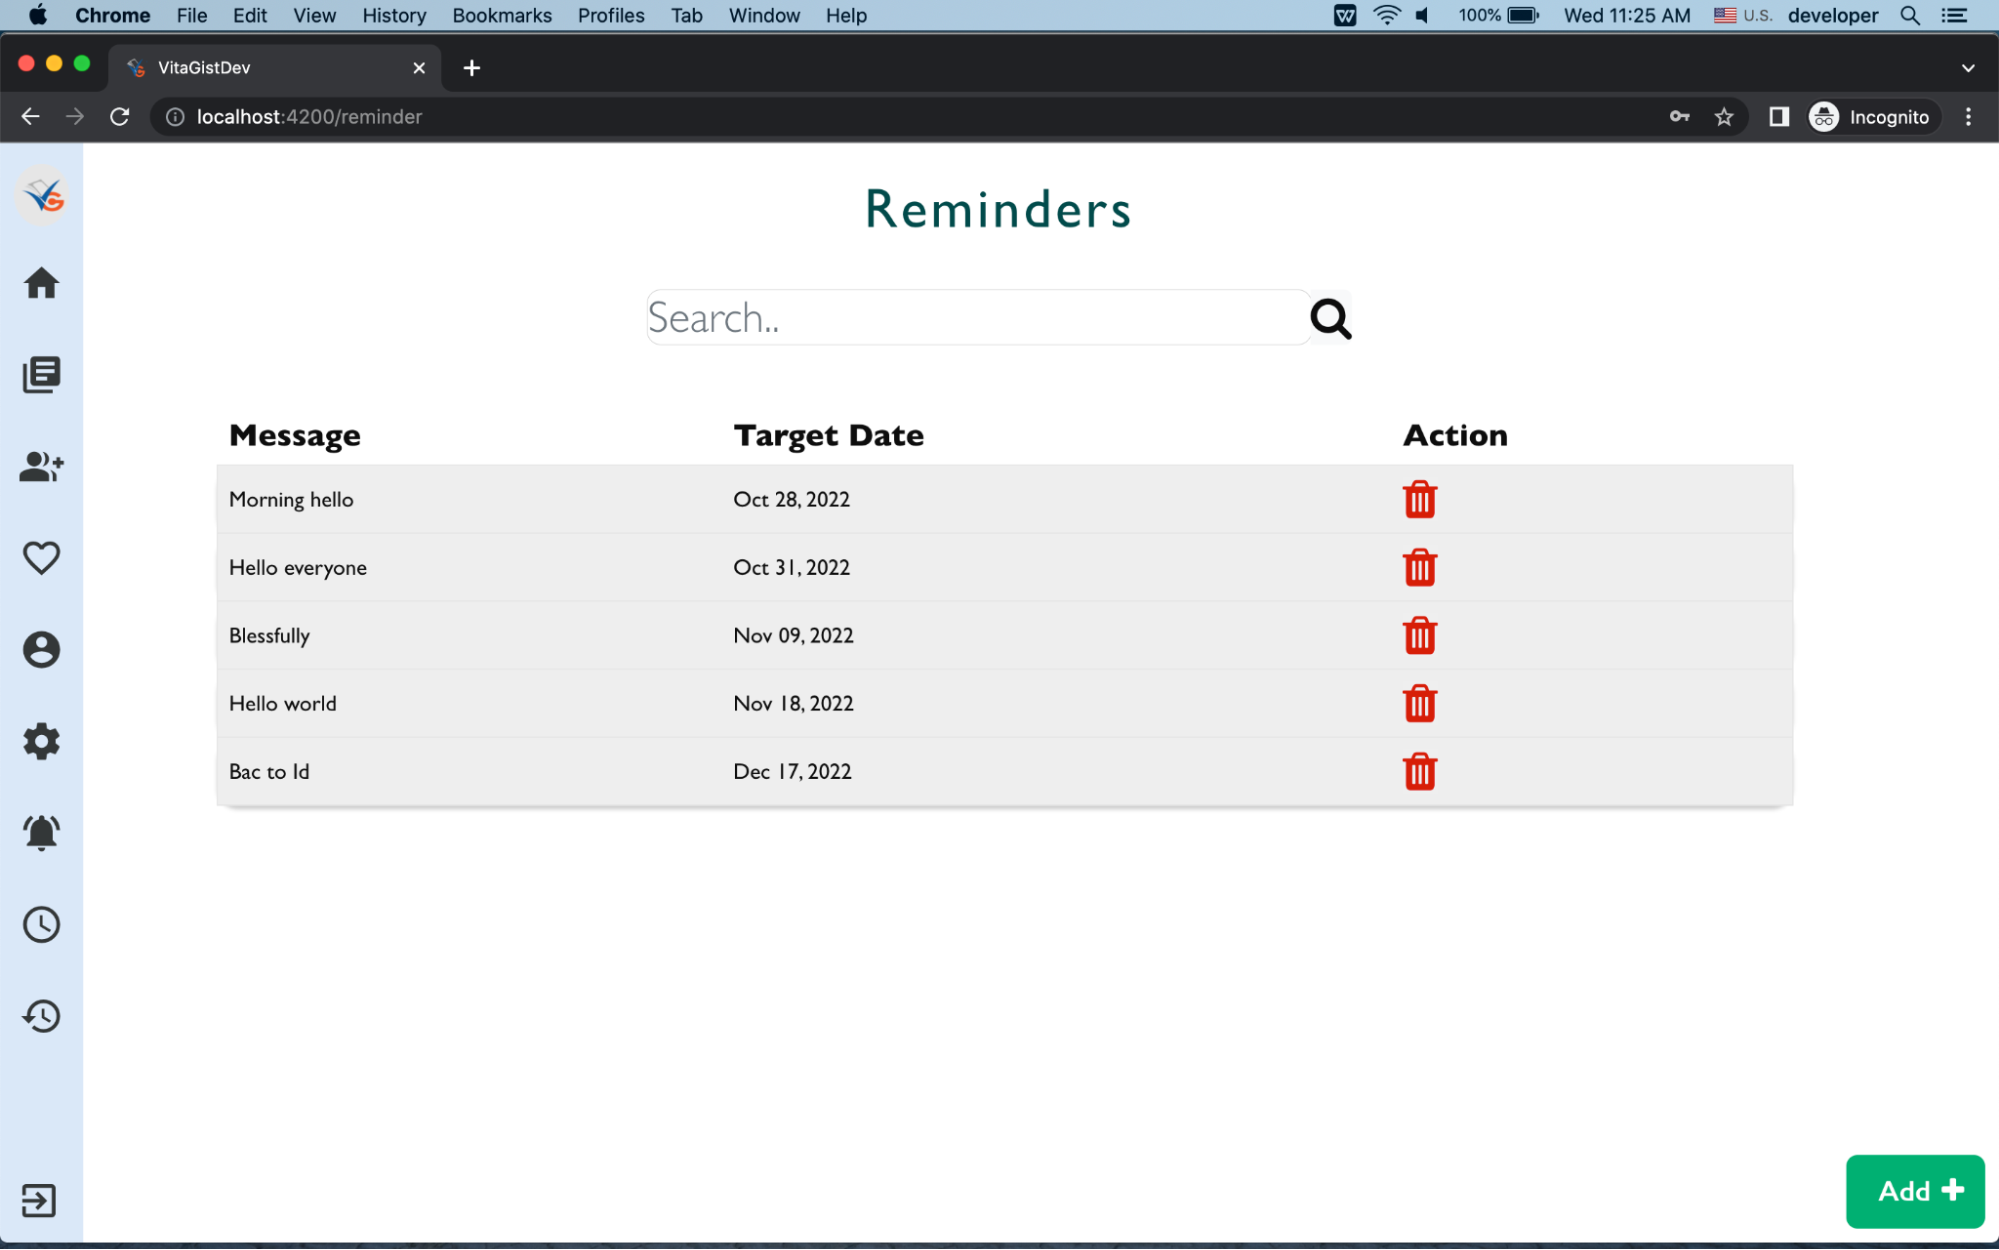 Chrome File Edit View History Bookmarks Profiles Tab Window Help 100% Wed 11:25 AM U.S. developer
VitaGistDev
localhost:4200/reminder Incognito
Reminders
Search..
Message Target Date Action
Morning hello Oct 28, 2022
Hello everyone Oct 31, 2022
Blessfully Nov 09, 2022
Hello world Nov 18, 2022
Bac to Id Dec 17, 2022
Add +